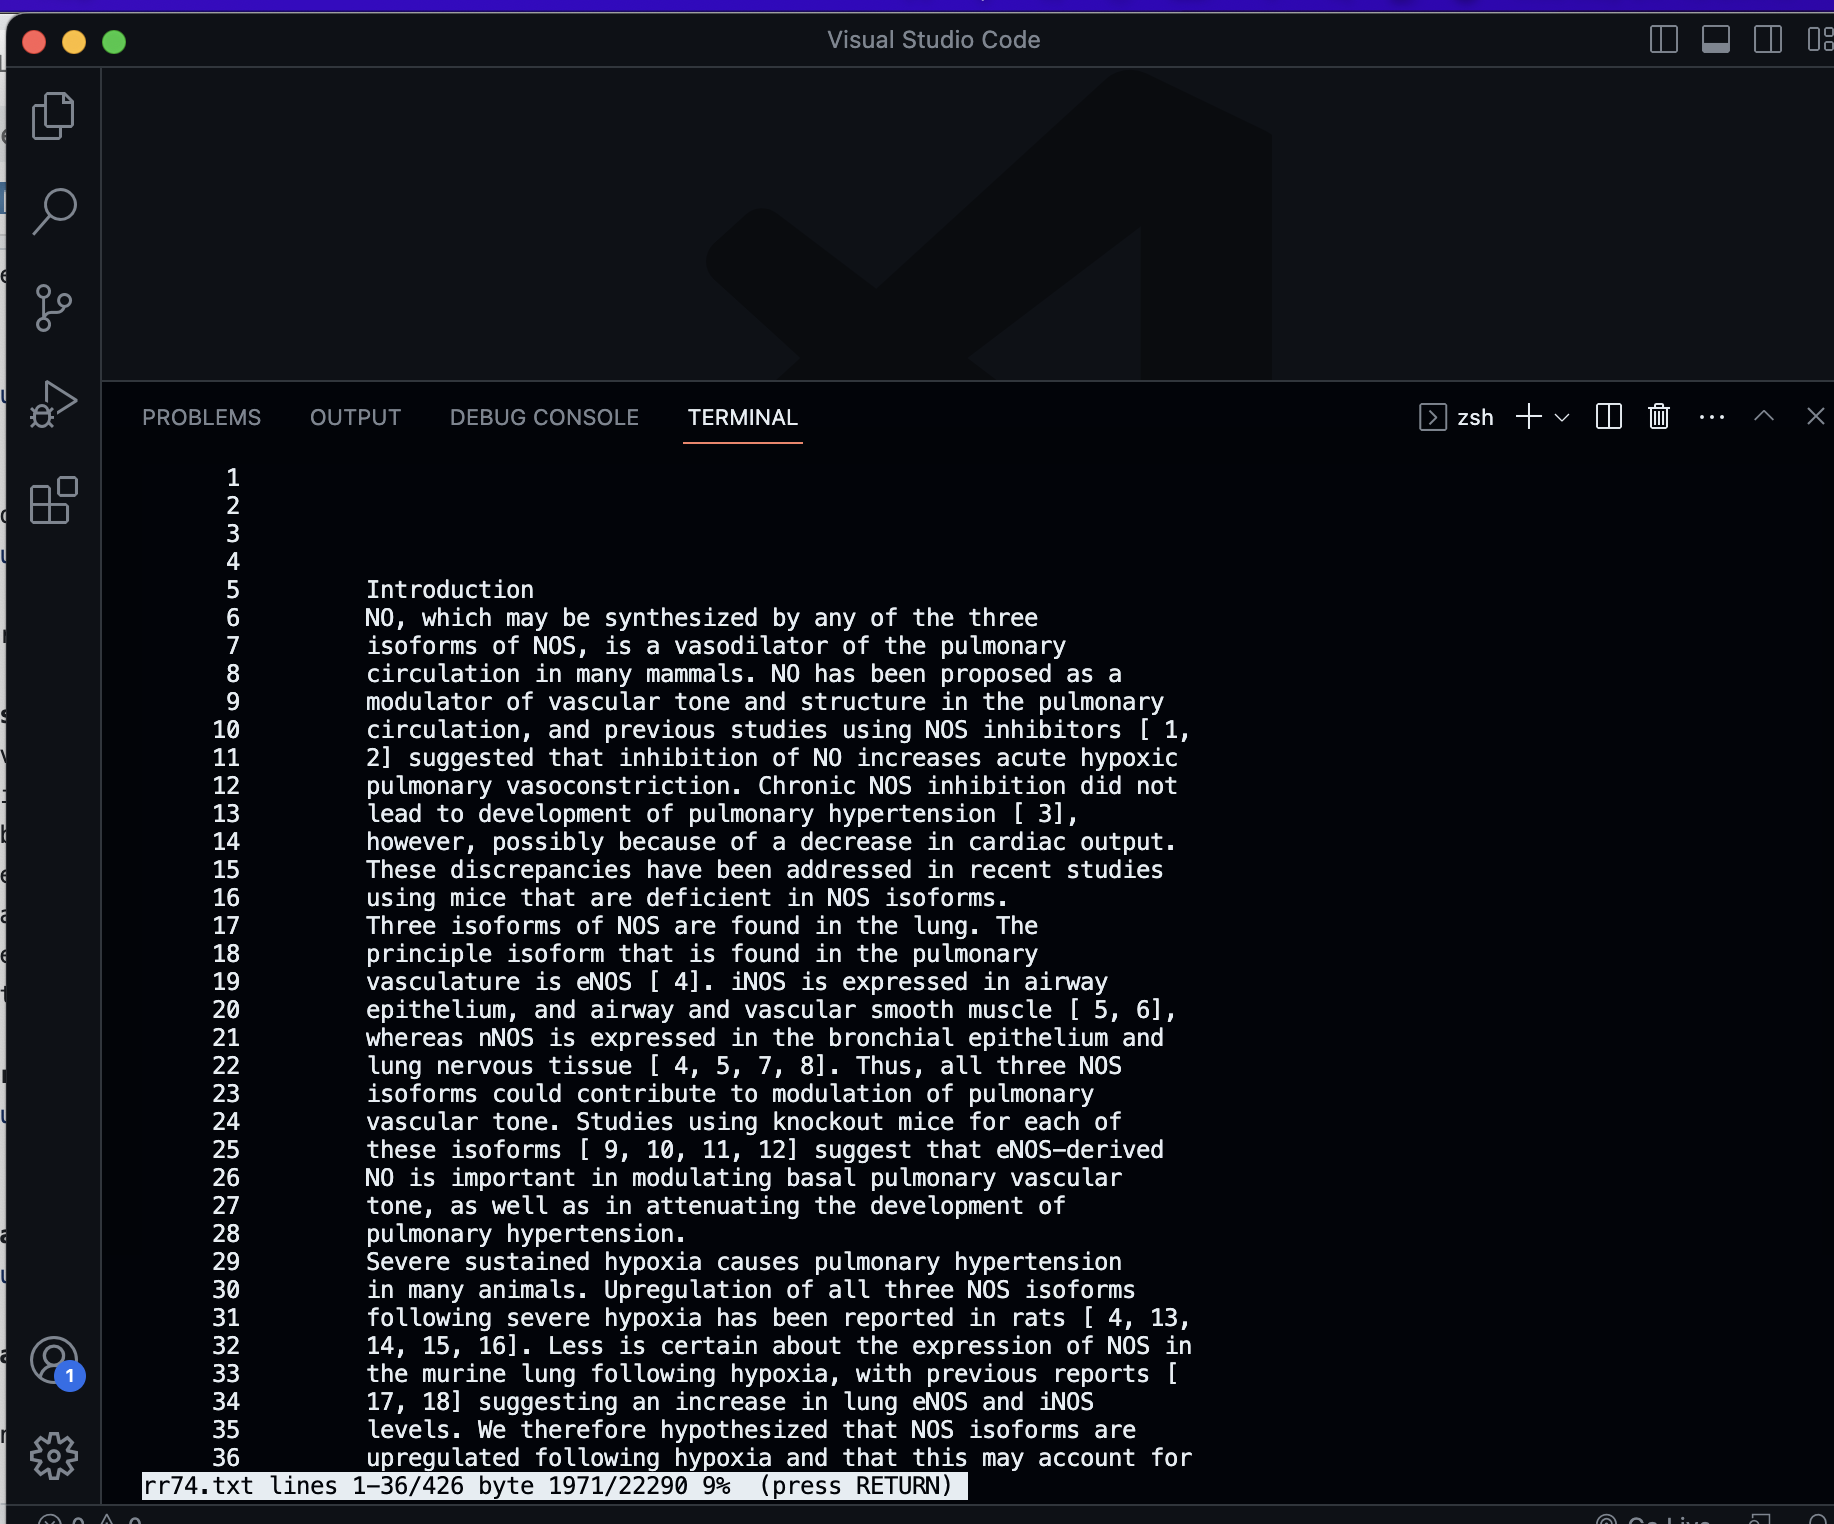 Visual Studio Code
PROBLEMS OUTPUT DEBUG CONSOLE TERMINAL zsh
1
2
3
4
5 Introduction
6 NO, which may be synthesized by any of the three
7 isoforms of NOS, is a vasodilator of the pulmonary
8 circulation in many mammals. NO has been proposed as a
9 modulator of vascular tone and structure in the pulmonary
10 circulation, and previous studies using NOS inhibitors [ 1,
11 2] suggested that inhibition of NO increases acute hypoxic
12 pulmonary vasoconstriction. Chronic NOS inhibition did not
13 lead to development of pulmonary hypertension [ 3],
14 however, possibly because of a decrease in cardiac output.
15 These discrepancies have been addressed in recent studies
16 using mice that are deficient in NOS isoforms.
17 Three isoforms of NOS are found in the lung. The
18 principle isoform that is found in the pulmonary
19 vasculature is eNOS [ 4]. iNOS is expressed in airway
20 epithelium, and airway and vascular smooth muscle [ 5, 6],
21 whereas nNOS is expressed in the bronchial epithelium and
22 lung nervous tissue [ 4, 5, 7, 8]. Thus, all three NOS
23 isoforms could contribute to modulation of pulmonary
24 vascular tone. Studies using knockout mice for each of
25 these isoforms [ 9, 10, 11, 12] suggest that eNOS-derived
26 NO is important in modulating basal pulmonary vascular
27 tone, as well as in attenuating the development of
28 pulmonary hypertension.
29 Severe sustained hypoxia causes pulmonary hypertension
30 in many animals. Upregulation of all three NOS isoforms
31 following severe hypoxia has been reported in rats [ 4, 13,
32 14, 15, 16]. Less is certain about the expression of NOS in
33 the murine lung following hypoxia, with previous reports [
34 17, 18] suggesting an increase in lung eNOS and iNOS
35 levels. We therefore hypothesized that NOS isoforms are
36 upregulated following hypoxia and that this may account for
1
rr74.txt lines 1-36/426 byte 1971/22290 9% (press RETURN)
0 0 Go Live